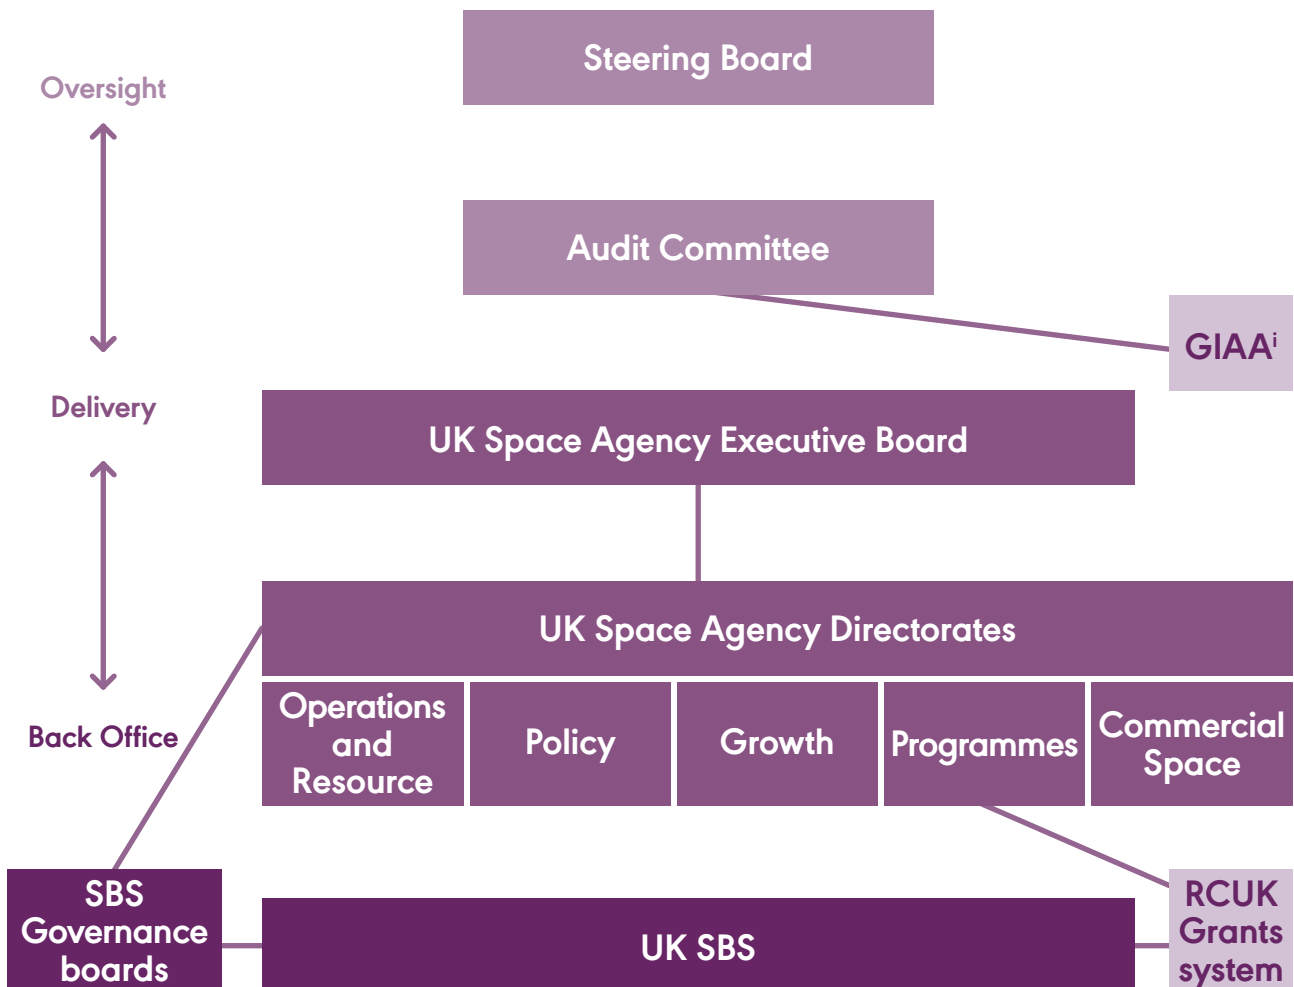 Steering Board
Oversight
Audit Committee
GIAAⁱ
Delivery
UK Space Agency Executive Board
UK Space Agency Directorates
Operations
and
Resource
Policy
Growth
Programmes
Commercial
Space
Back Office
SBS
Governance
boards
UK SBS
RCUK
Grants
system